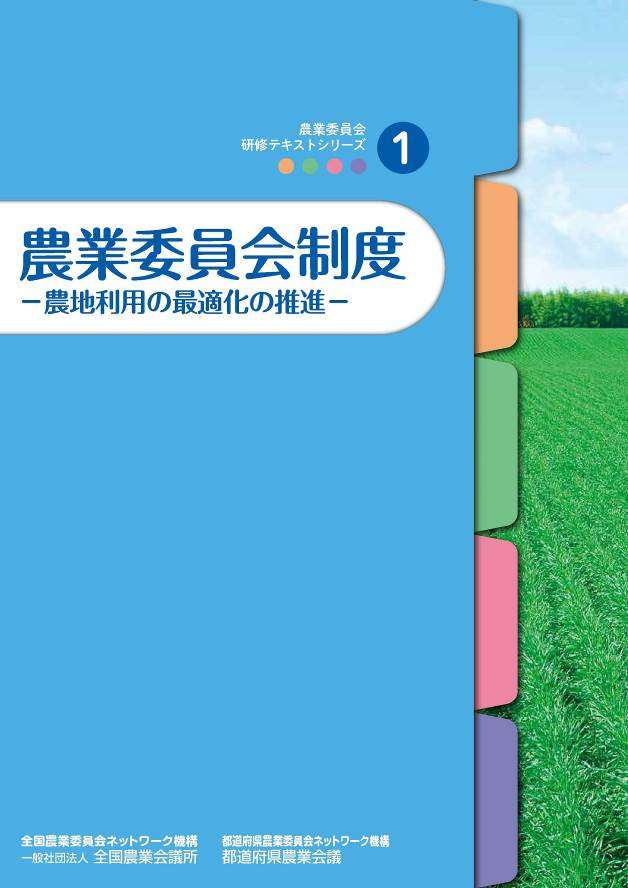 農業委員会
研修テキストシリーズ
1
農業委員会制度
－農地利用の最適化の推進－
全国農業委員会ネットワーク機構
一般社団法人 全国農業会議所
都道府県農業委員会ネットワーク機構
都道府県農業会議